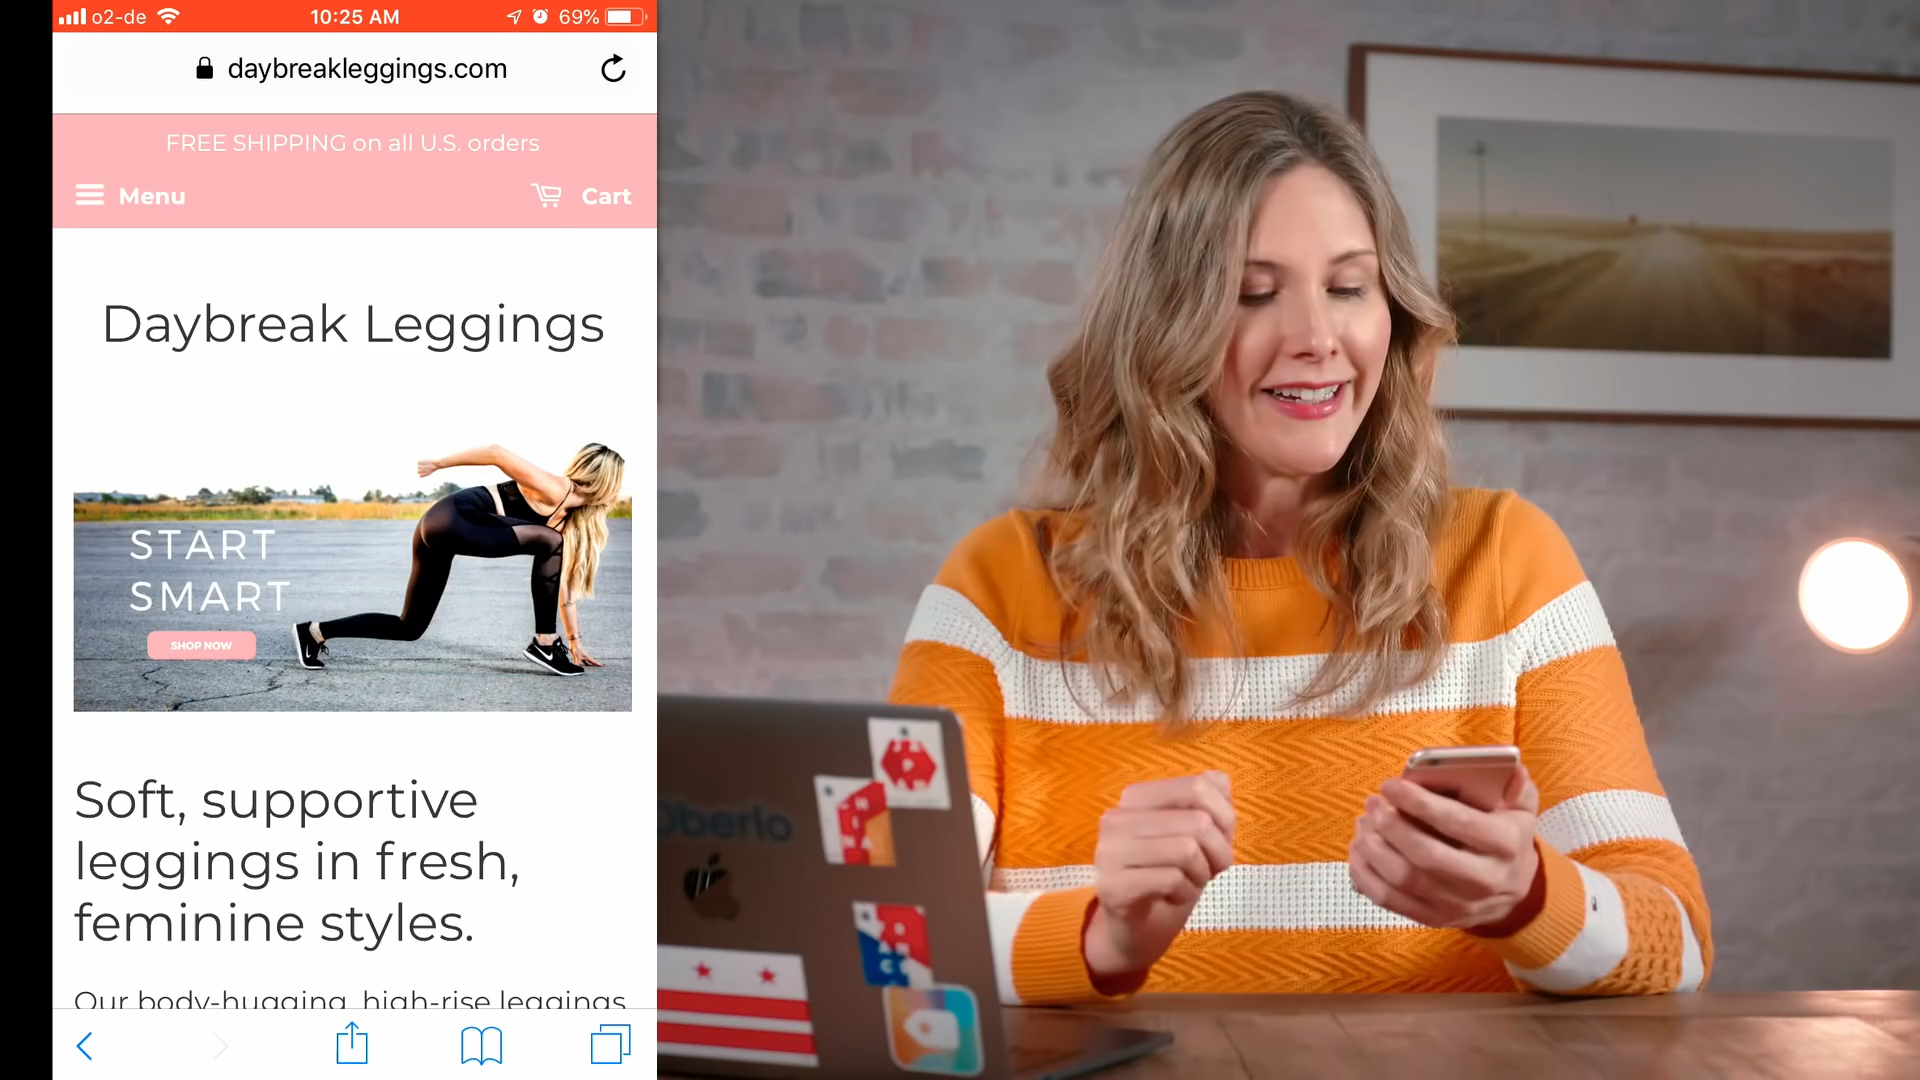 o2-de
10:25 AM
69%
daybreakleggings.com
FREE SHIPPING on all U.S. orders
Menu
Cart
Daybreak Leggings
START
SMART
SHOP NOW
Soft, supportive
leggings in fresh,
feminine styles.
Our body-hugging, high-rise leggings
Oberlo